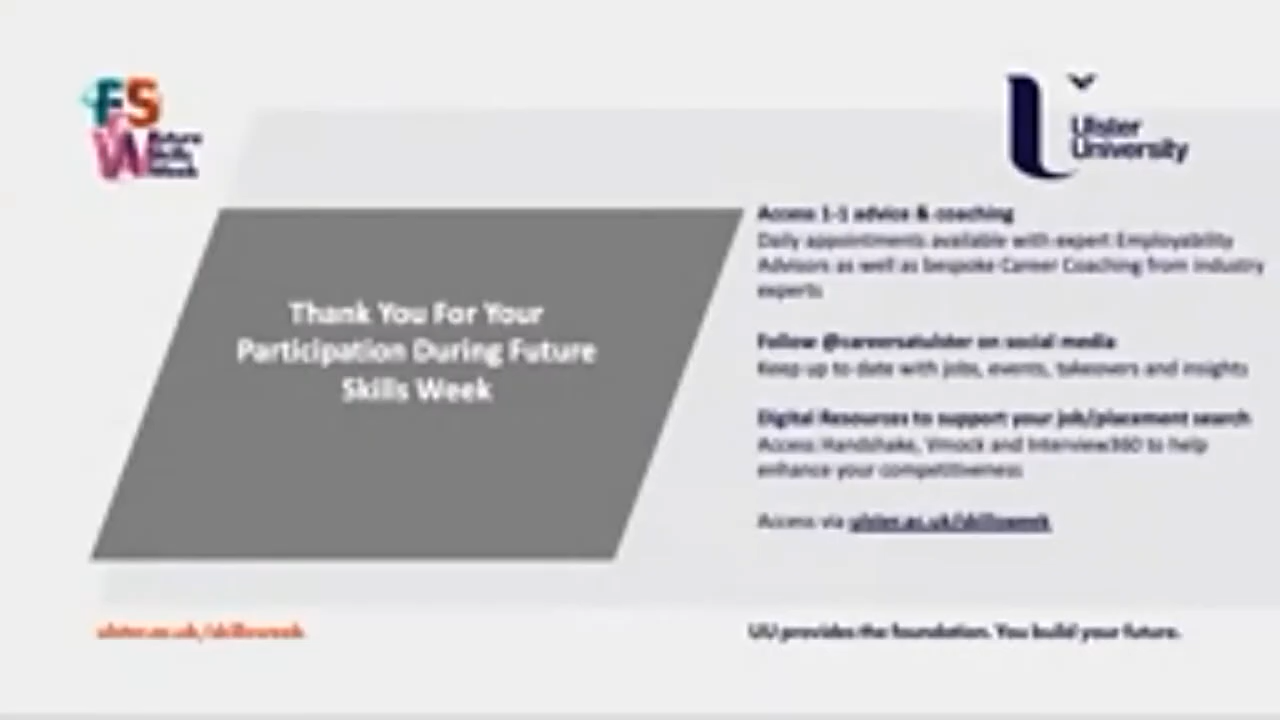 FS
W Future
Skills
Week
Ulster
University
Thank You For Your
Participation During Future
Skills Week
Access 1-1 advice & coaching
Daily appointments available with expert Employability
Advisors as well as bespoke Career Coaching from industry
experts
Follow @careersatulster on social media
Keep up to date with jobs, events, takeovers and insights
Digital Resources to support your job/placement search
Access Handshake, Vmock and Interview360 to help
enhance your competitiveness
Access via ulster.ac.uk/skillsweek
ulster.ac.uk/skillsweek
UU provides the foundation. You build your future.